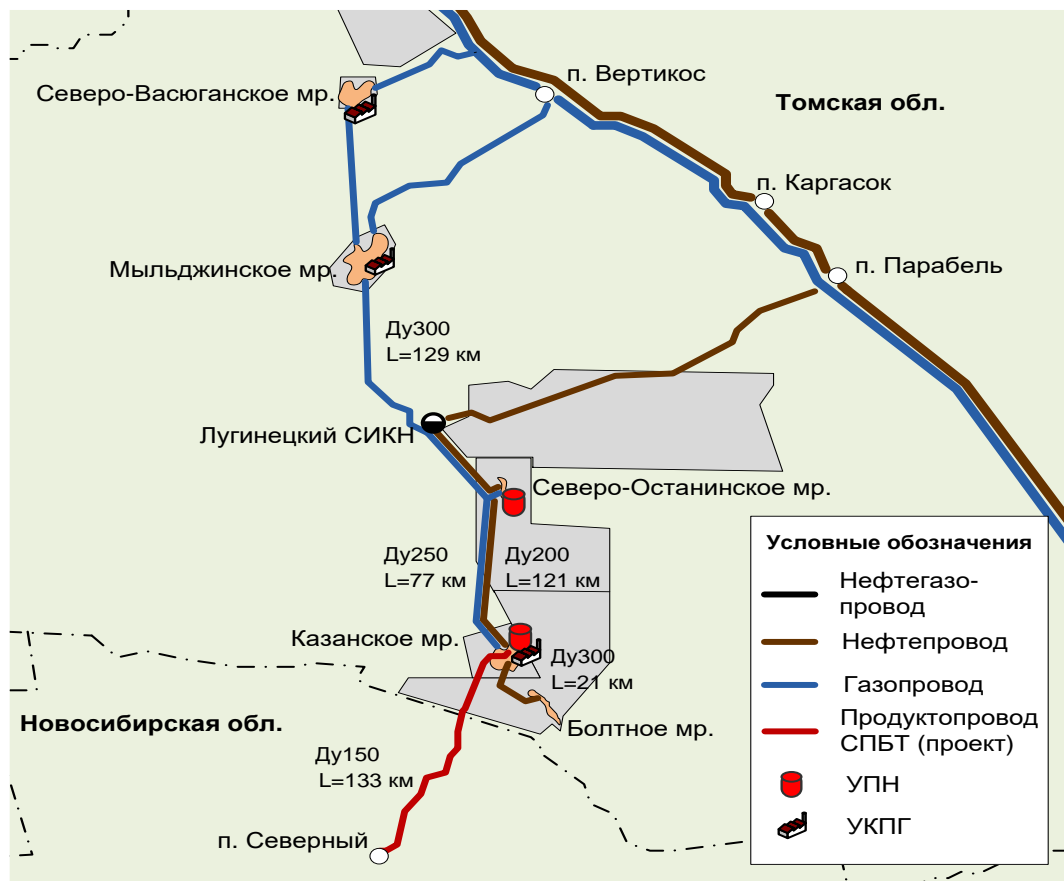 п. Вертикос
Северо-Васюганское мр.
Томская обл.
п. Каргасок
Мыльджинское мр.
п. Парабель
Ду300
L=129 км
Лугинецкий СИКН
Северо-Останинское мр.
Ду250
L=77 км
Ду200
L=121 км
Казанское мр.
Ду300
L=21 км
Новосибирская обл.
Болтное мр.
Ду150
L=133 км
п. Северный
Условные обозначения
Нефтегазо-
провод
Нефтепровод
Газопровод
Продуктопровод
СПБТ (проект)
УПН
УКПГ